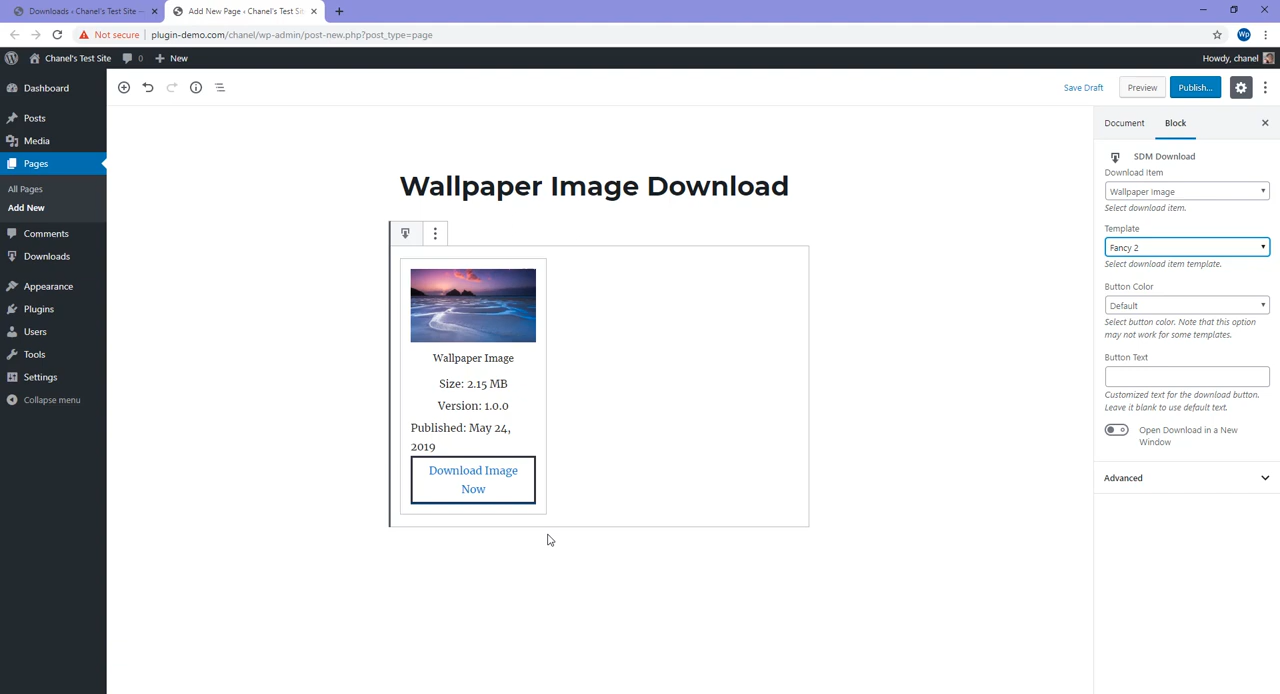 Downloads ‹ Chanel's Test Site —
Add New Page ‹ Chanel's Test Sit
Not secure
plugin-demo.com/chanel/wp-admin/post-new.php?post_type=page
Wp
Chanel's Test Site
0
New
Howdy, chanel
Dashboard
Posts
Media
Pages
All Pages
Add New
Comments
Downloads
Appearance
Plugins
Users
Tools
Settings
Collapse menu
Save Draft
Preview
Publish...
Wallpaper Image Download
Wallpaper Image
Size: 2.15 MB
Version: 1.0.0
Published: May 24,
2019
Download Image
Now
Document
Block
SDM Download
Download Item
Wallpaper Image
Select download item.
Template
Fancy 2
Select download item template.
Button Color
Default
Select button color. Note that this option
may not work for some templates.
Button Text
Customized text for the download button.
Leave it blank to use default text.
Open Download in a New
Window
Advanced